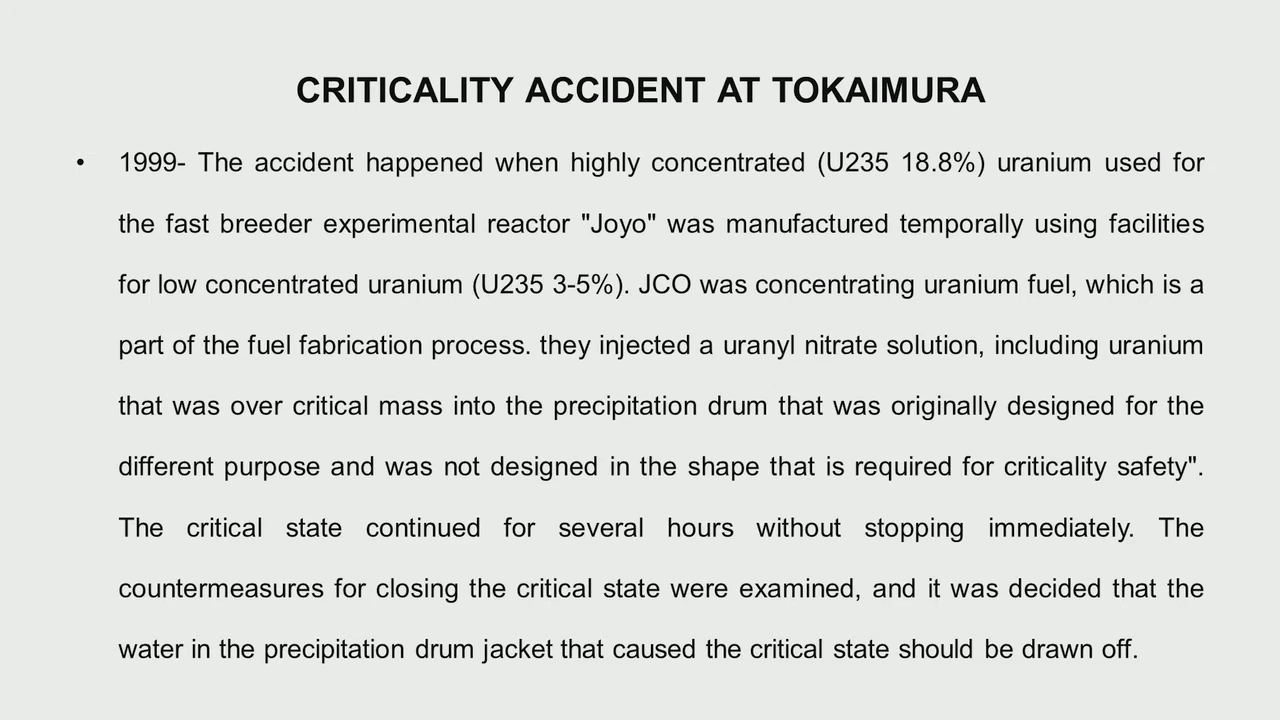 CRITICALITY ACCIDENT AT TOKAIMURA
• 1999- The accident happened when highly concentrated (U235 18.8%) uranium used for
the fast breeder experimental reactor "Joyo" was manufactured temporally using facilities
for low concentrated uranium (U235 3-5%). JCO was concentrating uranium fuel, which is a
part of the fuel fabrication process. they injected a uranyl nitrate solution, including uranium
that was over critical mass into the precipitation drum that was originally designed for the
different purpose and was not designed in the shape that is required for criticality safety".
The critical state continued for several hours without stopping immediately. The
countermeasures for closing the critical state were examined, and it was decided that the
water in the precipitation drum jacket that caused the critical state should be drawn off.